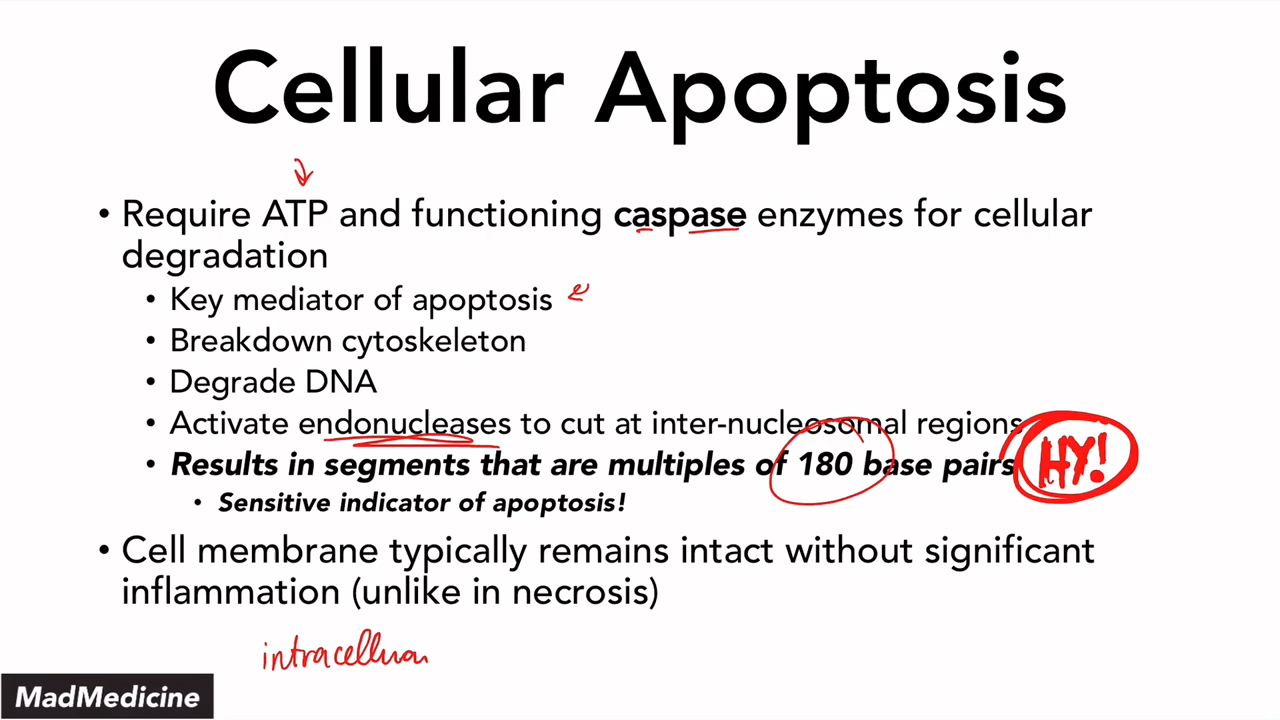 Cellular Apoptosis
• Require ATP and functioning caspase enzymes for cellular
degradation
• Key mediator of apoptosis
• Breakdown cytoskeleton
• Degrade DNA
• Activate endonucleases to cut at inter-nucleosomal regions
• Results in segments that are multiples of 180 base pairs HY!
• Sensitive indicator of apoptosis!
• Cell membrane typically remains intact without significant
inflammation (unlike in necrosis)
intracellular
MadMedicine